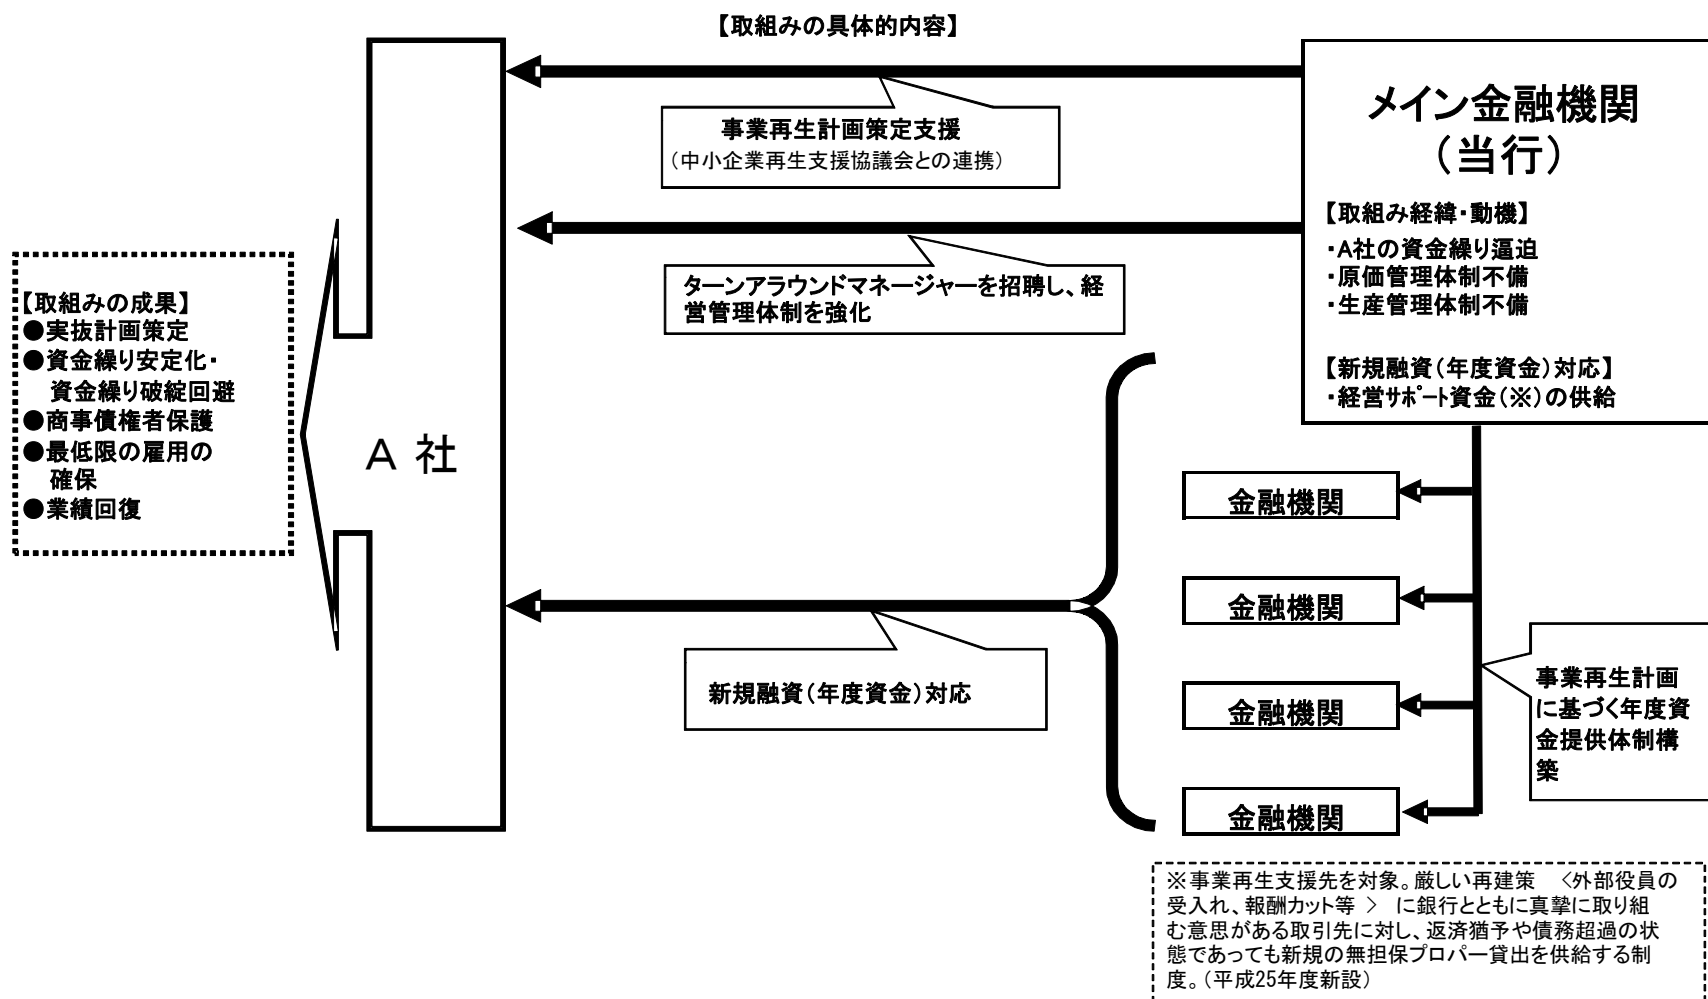 【取組みの具体的内容】
メイン金融機関
（当行）
【取組み経緯・動機】
・A社の資金繰り逼迫
・原価管理体制不備
・生産管理体制不備
【新規融資（年度資金）対応】
・経営ｻﾎﾟｰﾄ資金（※）の供給
事業再生計画策定支援
（中小企業再生支援協議会との連携）
ターンアラウンドマネージャーを招聘し、経
営管理体制を強化
【取組みの成果】
●実抜計画策定
●資金繰り安定化・
資金繰り破綻回避
●商事債権者保護
●最低限の雇用の
確保
●業績回復
A 社
金融機関
金融機関
金融機関
金融機関
新規融資（年度資金）対応
事業再生計画
に基づく年度資
金提供体制構
築
※事業再生支援先を対象。厳しい再建策 〈外部役員の
受入れ、報酬カット等 〉 に銀行とともに真摯に取り組
む意思がある取引先に対し、返済猶予や債務超過の状
態であっても新規の無担保プロパー貸出を供給する制
度。（平成25年度新設）